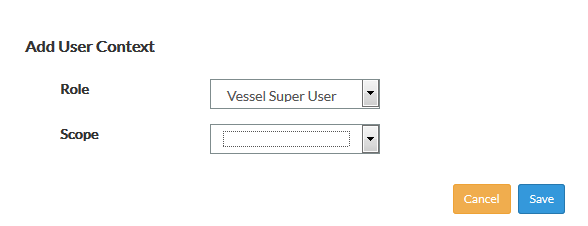 Add User Context
Role
Vessel Super User
Scope
Cancel
Save